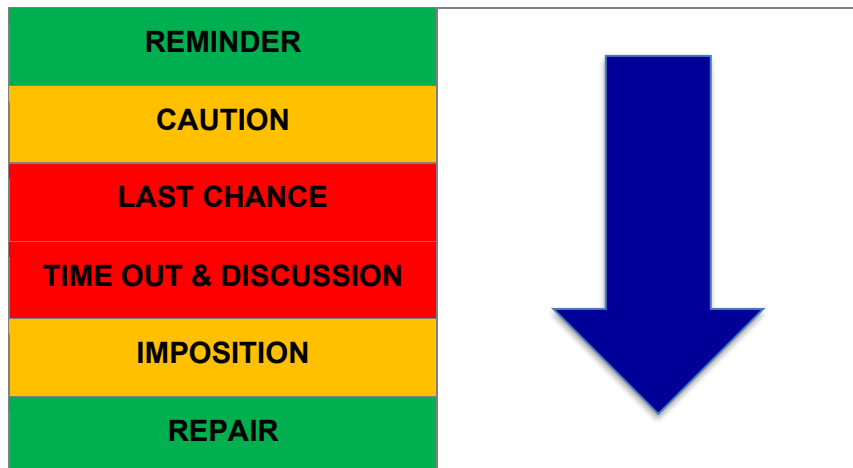 REMINDER
CAUTION
LAST CHANCE
TIME OUT & DISCUSSION
IMPOSITION
REPAIR